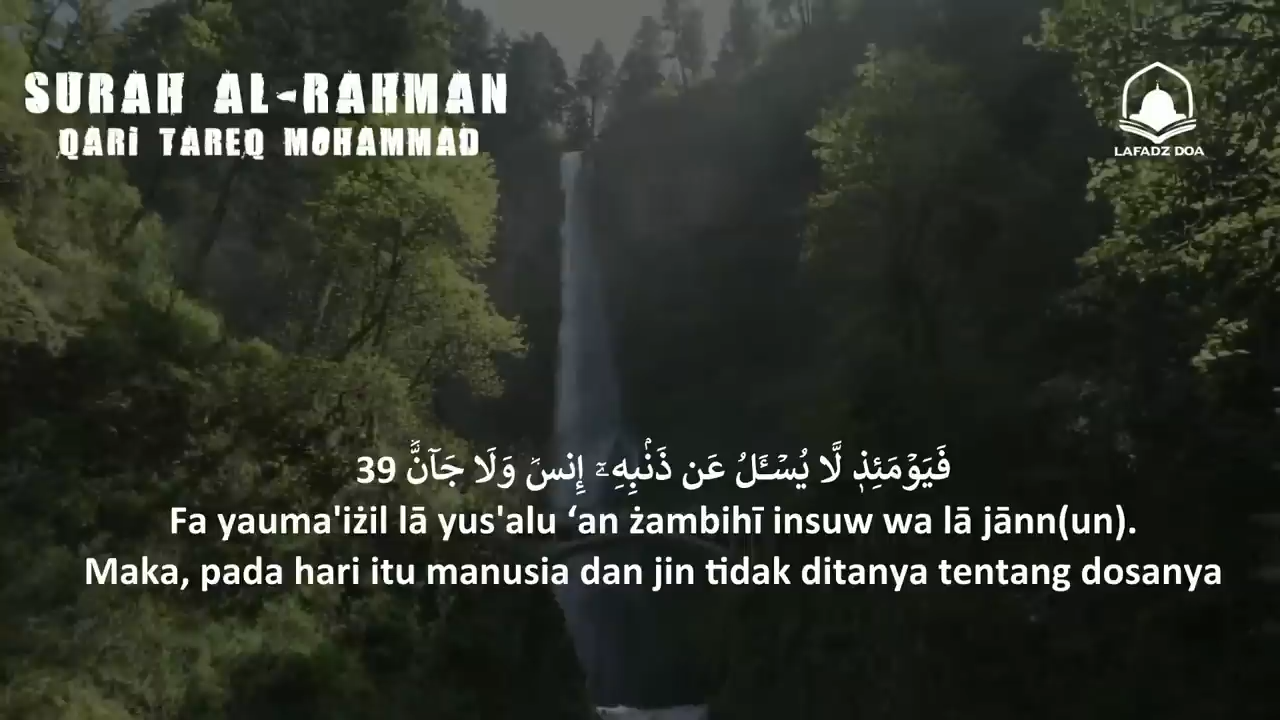 SURAH AL-RAHMAN
QARI TAREQ MOHAMMAD
LAFADZ DOA
فَيَوْمَئِذٖ لَّا يُسْـَٔلُ عَن ذَنۢبِهِۦٓ إِنسٞ وَلَا جَآنّٞ 39
Fa yauma'iżil lā yus'alu ‘an żambihī insuw wa lā jānn(un).
Maka, pada hari itu manusia dan jin tidak ditanya tentang dosanya